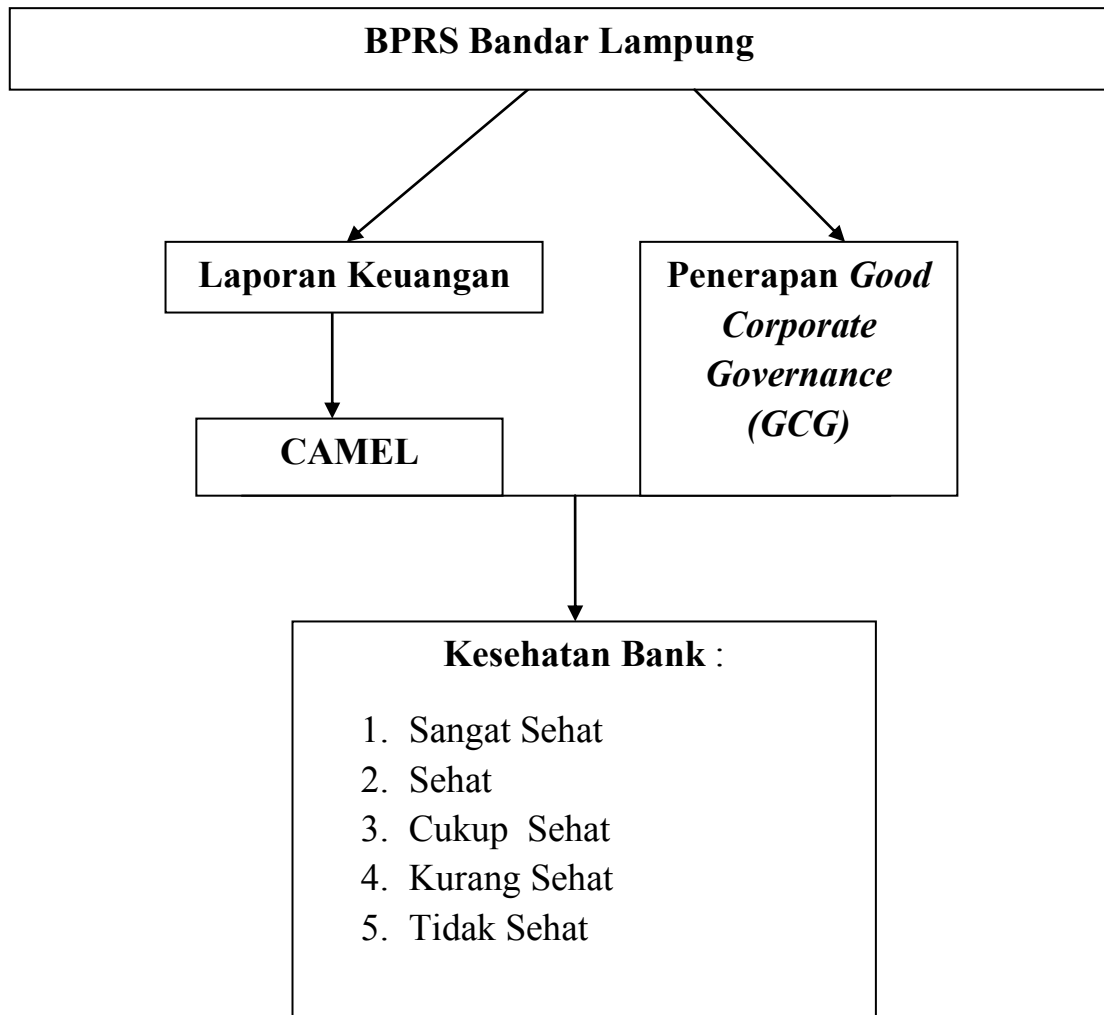 BPRS Bandar Lampung
Laporan Keuangan
Penerapan Good
Corporate
Governance
(GCG)
CAMEL
Kesehatan Bank :
1. Sangat Sehat
2. Sehat
3. Cukup  Sehat
4. Kurang Sehat
5. Tidak Sehat